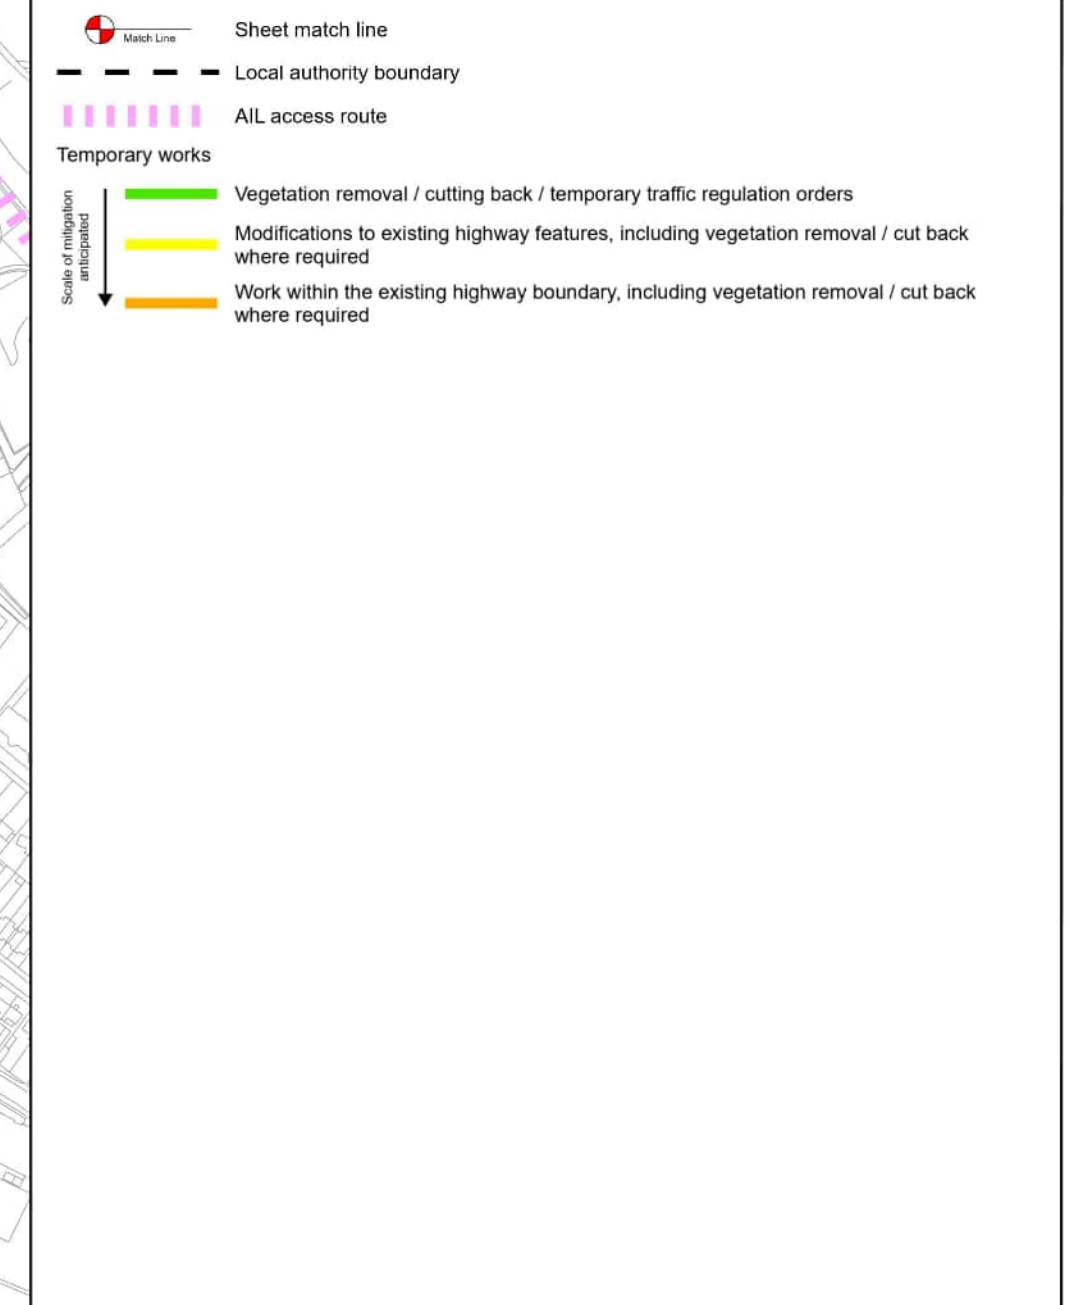 Match Line
Sheet match line
Local authority boundary
AIL access route
Temporary works
Scale of mitigation
anticipated
Vegetation removal / cutting back / temporary traffic regulation orders
Modifications to existing highway features, including vegetation removal / cut back
where required
Work within the existing highway boundary, including vegetation removal / cut back
where required